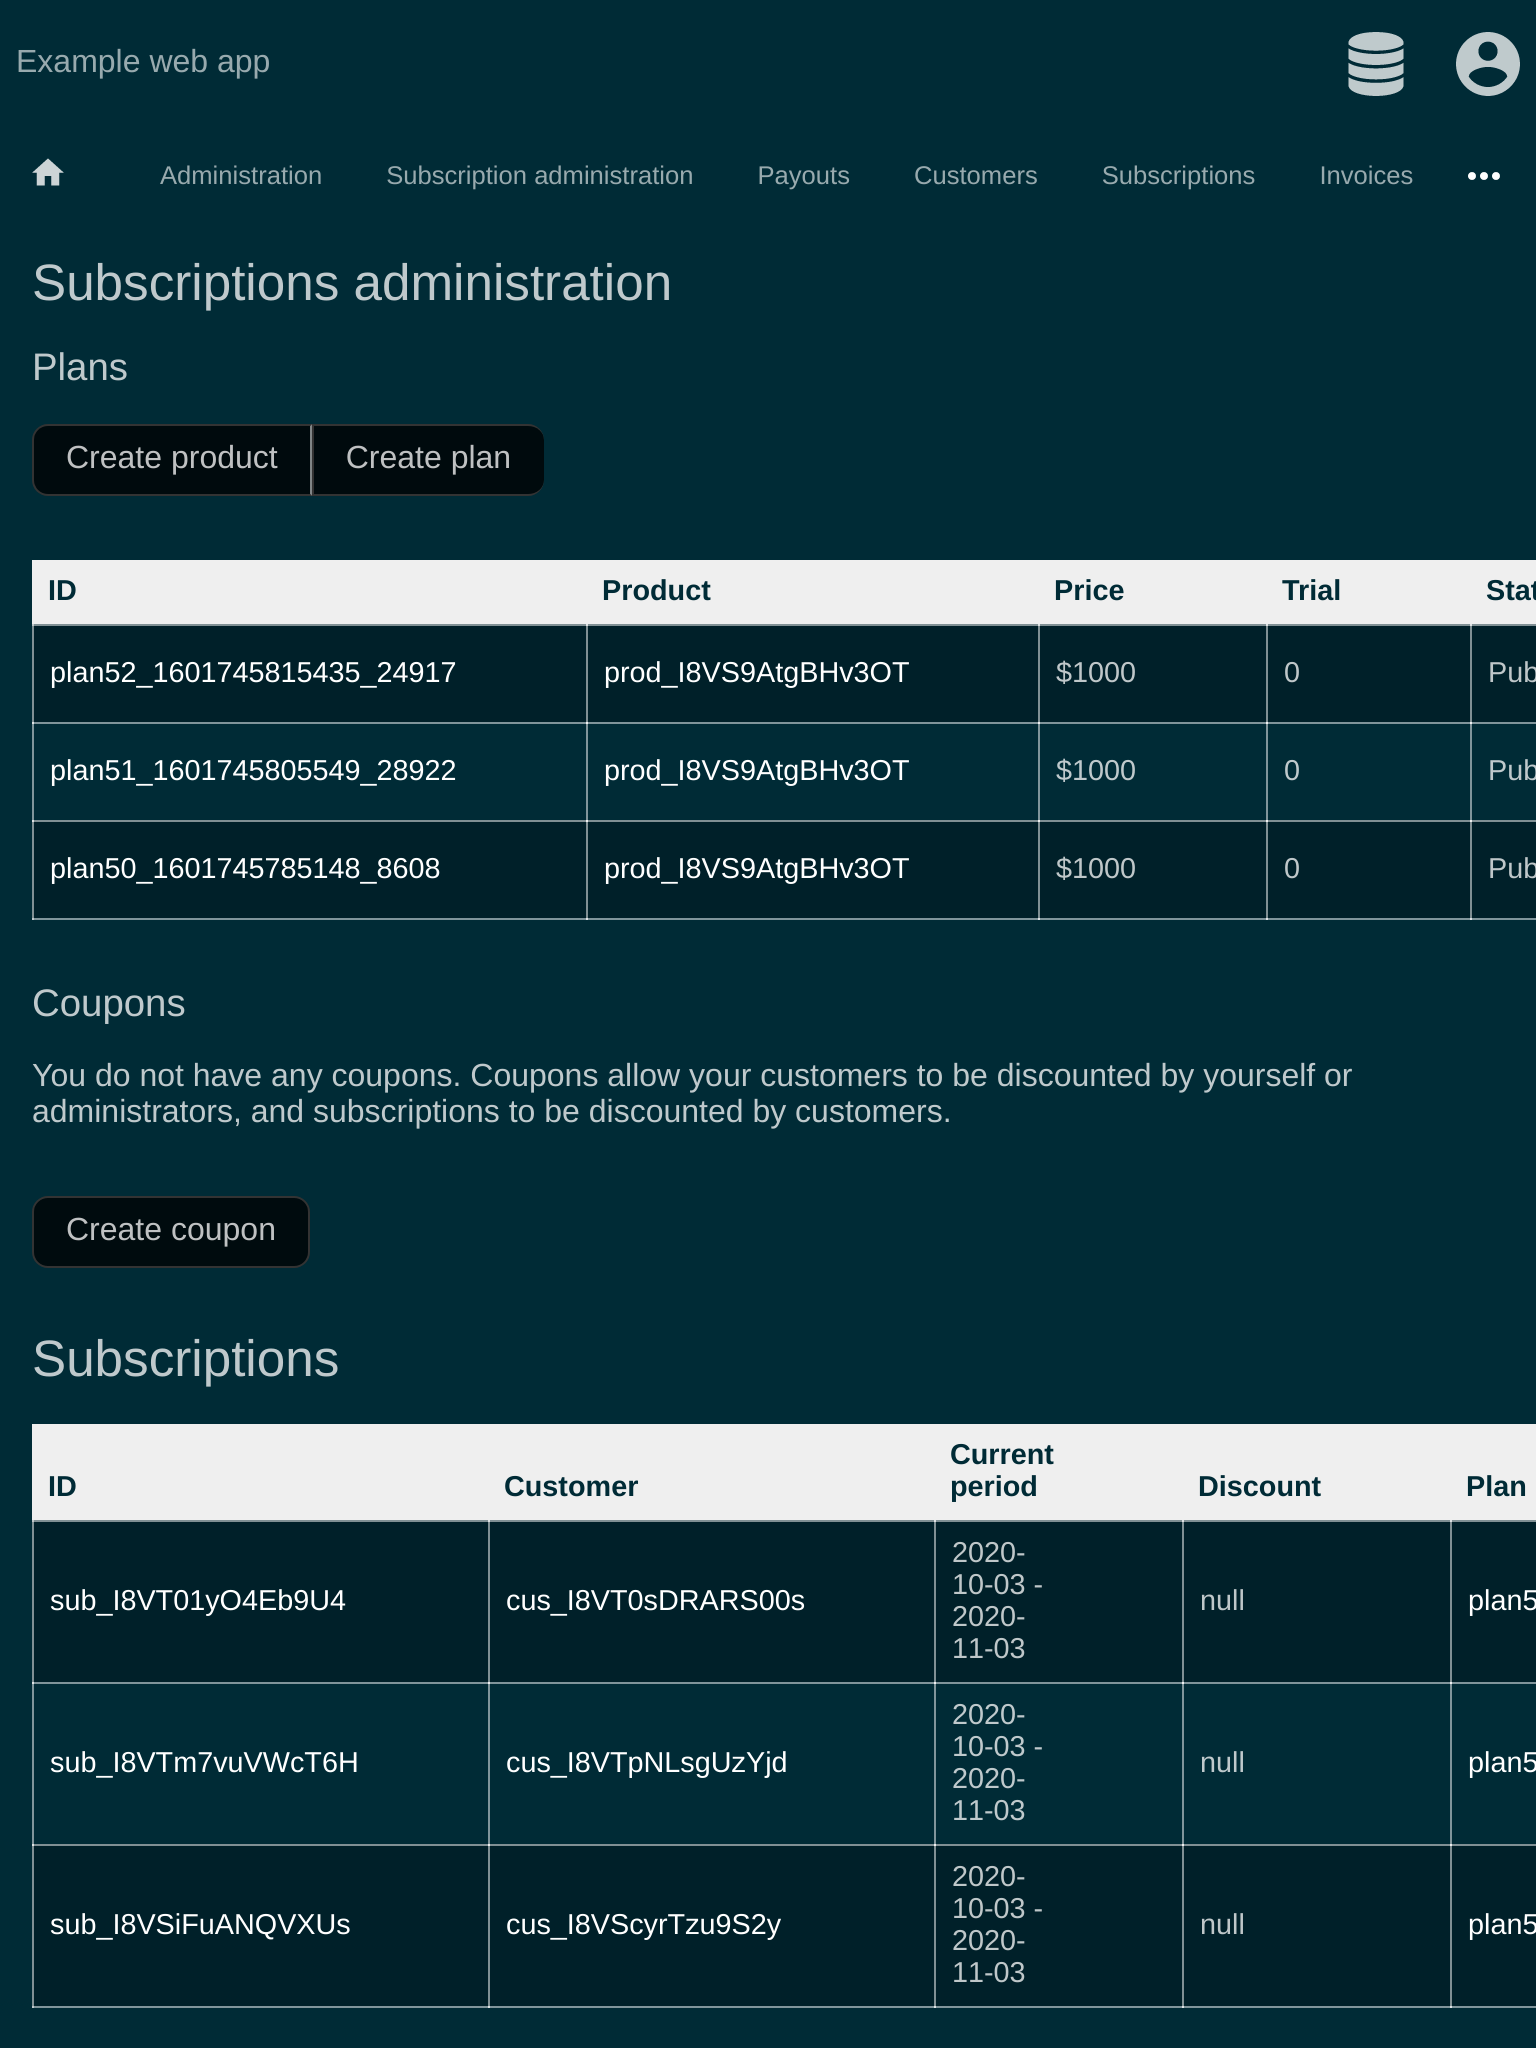 Example web app
Administration Subscription administration Payouts Customers Subscriptions Invoices
Subscriptions administration
Plans
Create product Create plan
ID Product Price Trial Stat
plan52_1601745815435_24917 prod_I8VS9AtgBHv3OT $1000 0 Pub
plan51_1601745805549_28922 prod_I8VS9AtgBHv3OT $1000 0 Pub
plan50_1601745785148_8608 prod_I8VS9AtgBHv3OT $1000 0 Pub
Coupons
You do not have any coupons. Coupons allow your customers to be discounted by yourself or
administrators, and subscriptions to be discounted by customers.
Create coupon
Subscriptions
ID Customer Current period Discount Plan
sub_I8VT01yO4Eb9U4 cus_I8VT0sDRARS00s 2020-10-03 - 2020-11-03 null plan5
sub_I8VTm7vuVWcT6H cus_I8VTpNLsgUzYjd 2020-10-03 - 2020-11-03 null plan5
sub_I8VSiFuANQVXUs cus_I8VScyrTzu9S2y 2020-10-03 - 2020-11-03 null plan5